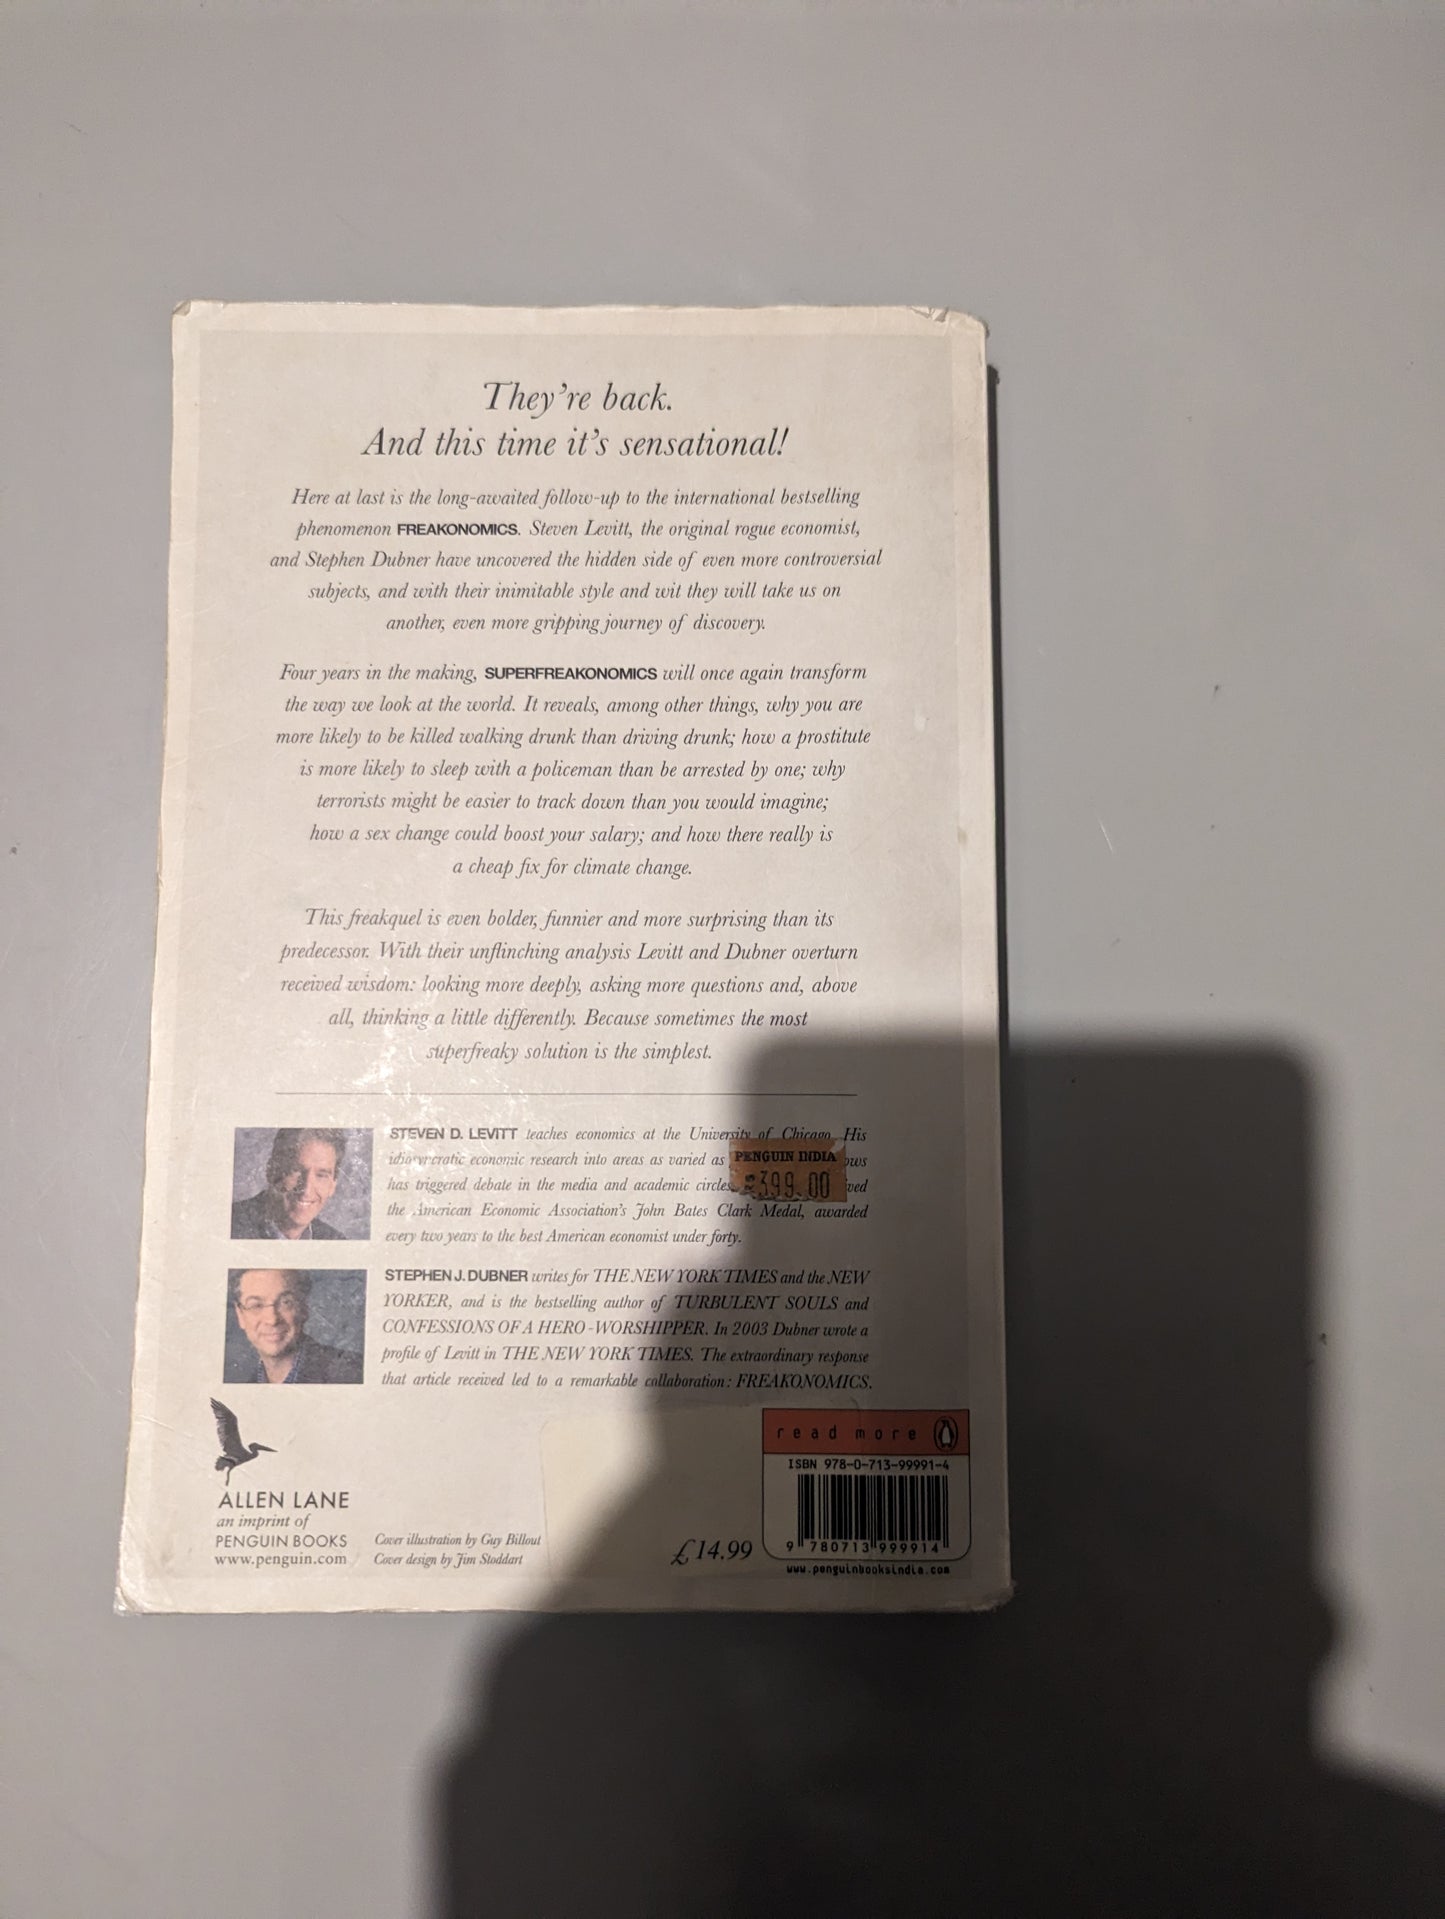 They're back.
And this time it's sensational!
Here at last is the long-awaited follow-up to the international bestselling
phenomenon FREAKONOMICS. Steven Levitt, the original rogue economist,
and Stephen Dubner have uncovered the hidden side of even more controversial
subjects, and with their inimitable style and wit they will take us on
another, even more gripping journey of discovery.
Four years in the making, SUPERFREAKONOMICS will once again transform
the way we look at the world. It reveals, among other things, why you are
more likely to be killed walking drunk than driving drunk; how a prostitute
is more likely to sleep with a policeman than be arrested by one; why
terrorists might be easier to track down than you would imagine;
how a sex change could boost your salary; and how there really is
a cheap fix for climate change.
This freakquel is even bolder, funnier and more surprising than its
predecessor. With their unflinching analysis Levitt and Dubner overturn
received wisdom: looking more deeply, asking more questions and, above
all, thinking a little differently. Because sometimes the most
superfreaky solution is the simplest.
STEVEN D. LEVITT teaches economics at the University of Chicago. His
idiosyncratic economic research into areas as varied as
has triggered debate in the media and academic circles
the American Economic Association's John Bates Clark Medal, awarded
every two years to the best American economist under forty.
PENGUIN INDIA
399.00
STEPHEN J. DUBNER writes for THE NEW YORK TIMES and the NEW
YORKER, and is the bestselling author of TURBULENT SOULS and
CONFESSIONS OF A HERO-WORSHIPPER. In 2003 Dubner wrote a
profile of Levitt in THE NEW YORK TIMES. The extraordinary response
that article received led to a remarkable collaboration: FREAKONOMICS.
ALLEN LANE
an imprint of
PENGUIN BOOKS
www.penguin.com
Cover illustration by Guy Billout
Cover design by Jim Stoddart
£14.99
read more
ISBN 978-0-713-99991-4
9 780713 999914
www.penguinbooksindia.com